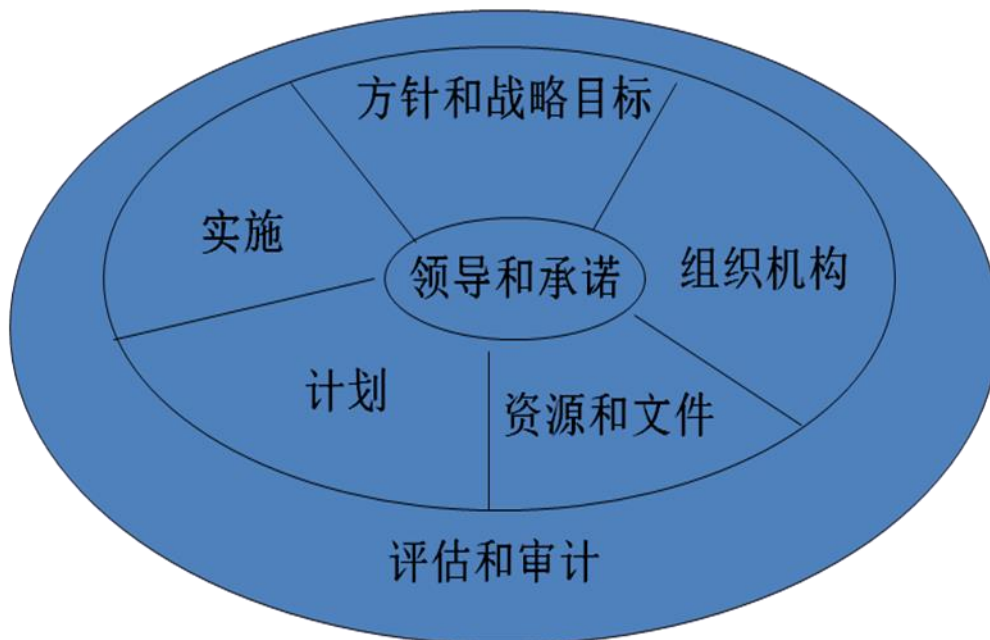 方针和战略目标
实施
领导和承诺
组织机构
计划
资源和文件
评估和审计